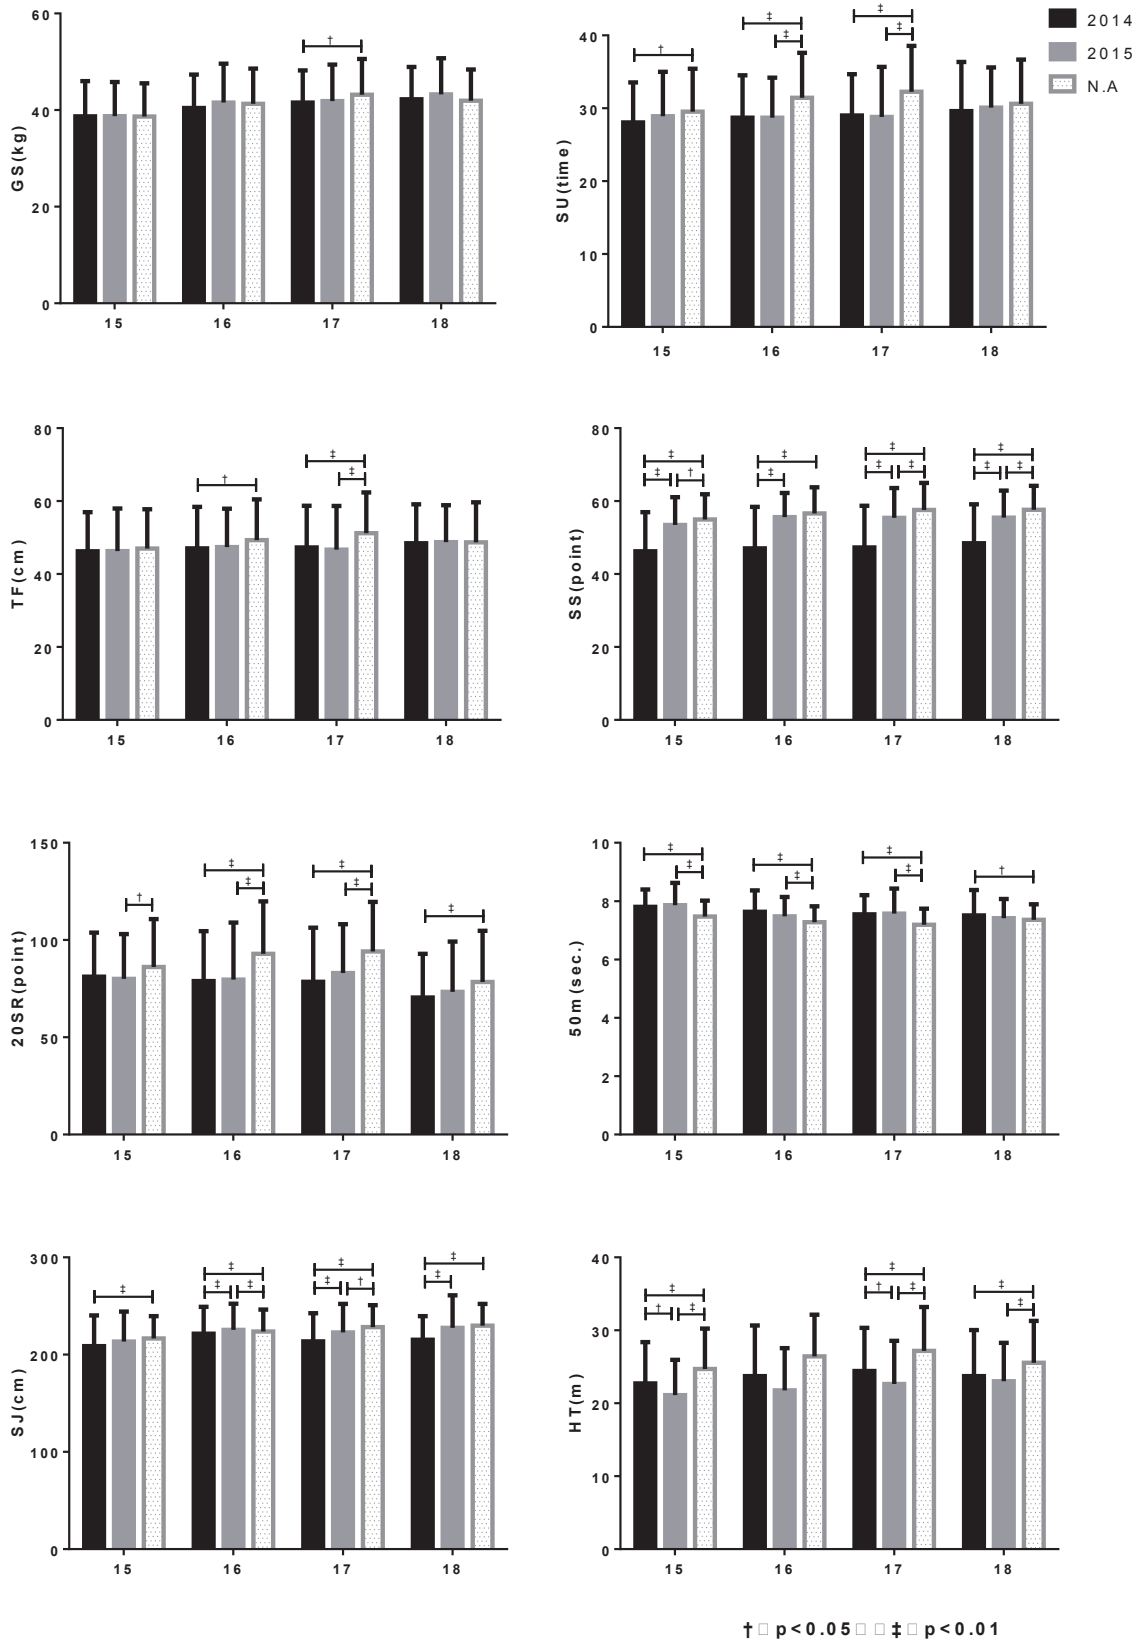 2014
2015
N.A
GS(kg)
60
40
20
0
†
15 16 17 18
SU(time)
40
30
20
10
0
† ‡ ‡ ‡ ‡
15 16 17 18
TF(cm)
80
60
40
20
0
† ‡ ‡
15 16 17 18
SS(point)
80
60
40
20
0
‡ ‡ ‡ ‡
‡ † ‡ ‡ ‡ ‡ ‡
15 16 17 18
20SR(point)
150
100
50
0
‡ ‡
† ‡ ‡ ‡
15 16 17 18
50m(sec.)
10
8
6
4
2
0
‡ ‡ ‡ †
‡ ‡ ‡
15 16 17 18
SJ(cm)
300
200
100
0
‡ ‡ ‡ ‡
‡ ‡ ‡ † ‡
15 16 17 18
HT(m)
40
30
20
10
0
‡ ‡ ‡
† ‡ † ‡ ‡
15 16 17 18
†□ p<0.05□□‡□ p<0.01